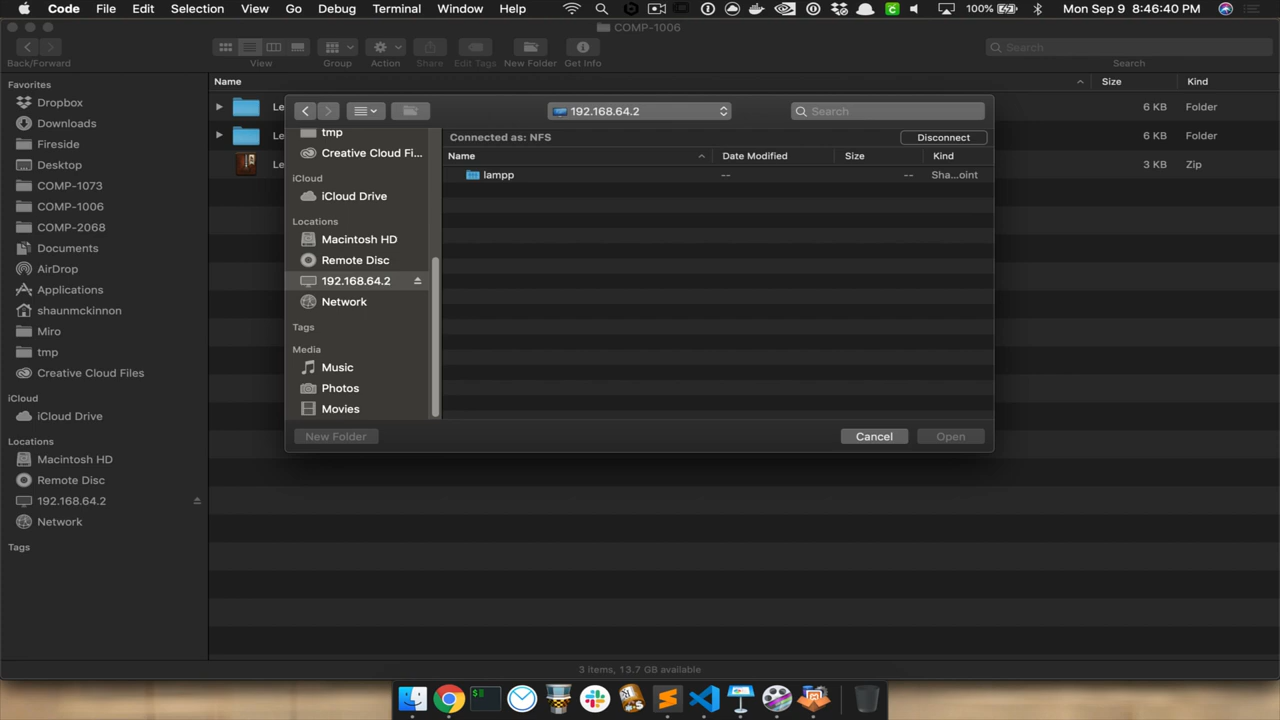 Code File Edit Selection View Go Debug Terminal Window Help 100% Mon Sep 9 8:46:40 PM
COMP-1006
Back/Forward View Group Action Share Edit Tags New Folder Get Info Search
Search
Favorites
Dropbox
Downloads
Fireside
Desktop
COMP-1073
COMP-1006
COMP-2068
Documents
AirDrop
Applications
shaunmckinnon
Miro
tmp
Creative Cloud Files
iCloud
iCloud Drive
Locations
Macintosh HD
Remote Disc
192.168.64.2
Network
Tags
Name Size Kind
Le 6 KB Folder
Le 6 KB Folder
Le 3 KB Zip
192.168.64.2 Search
tmp
Creative Cloud Fi...
iCloud
iCloud Drive
Locations
Macintosh HD
Remote Disc
192.168.64.2
Network
Tags
Media
Music
Photos
Movies
Connected as: NFS Disconnect
Name Date Modified Size Kind
lampp -- -- Sha...oint
New Folder Cancel Open
3 items, 13.7 GB available